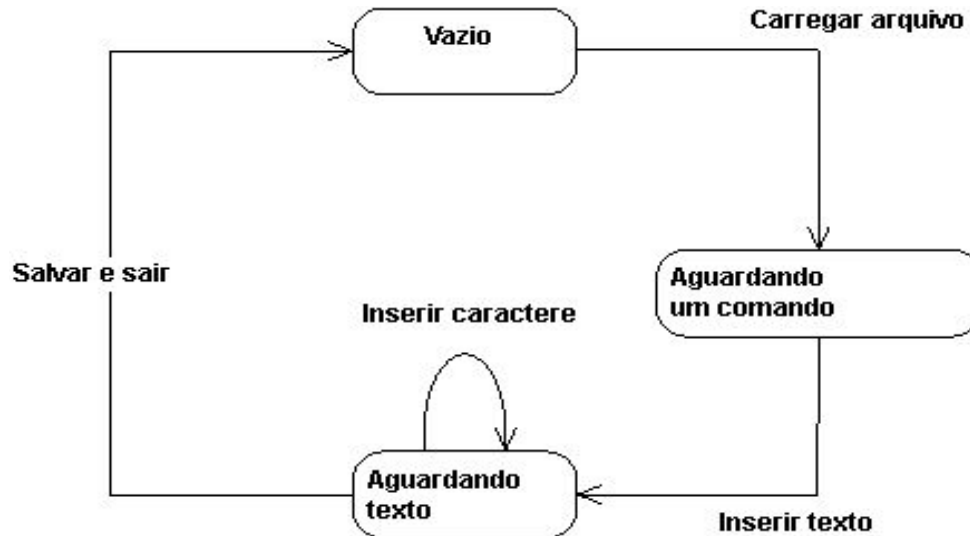 Vazio
Carregar arquivo
Aguardando
um comando
Salvar e sair
Inserir caractere
Aguardando
texto
Inserir texto